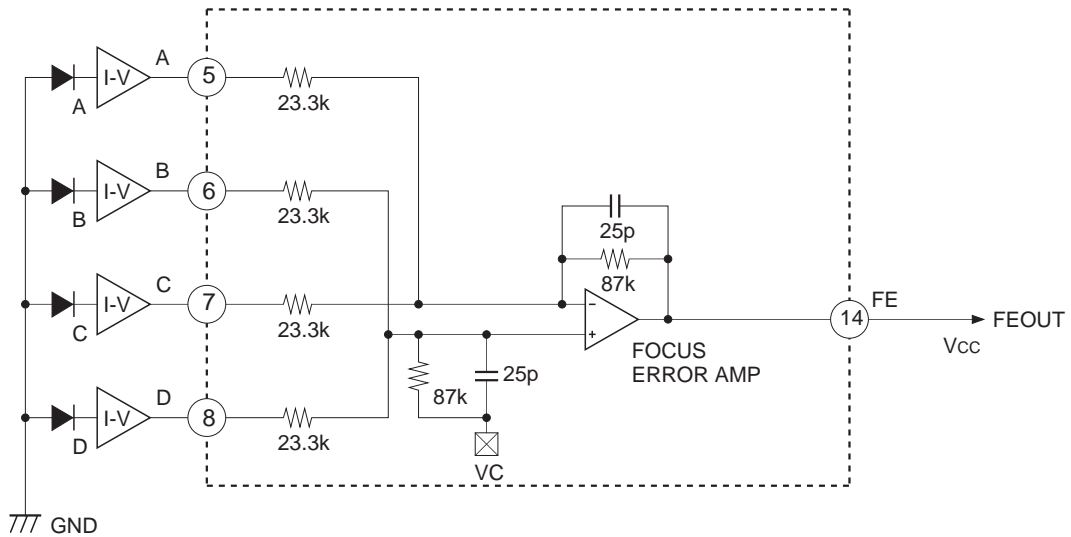 I-V
A
A
5
23.3k
I-V
B
B
6
23.3k
25p
87k
I-V
C
C
7
23.3k
−
+
FOCUS
ERROR AMP
14
FE
VCC
FEOUT
87k
25p
VC
I-V
D
D
8
23.3k
GND